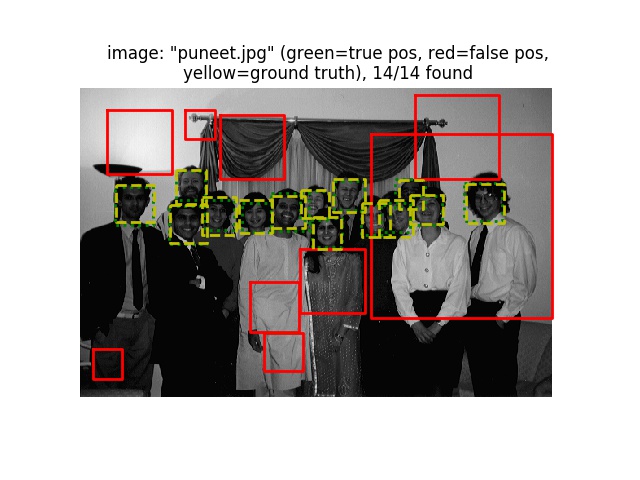 image: "puneet.jpg" (green=true pos, red=false pos,
yellow=ground truth), 14/14 found